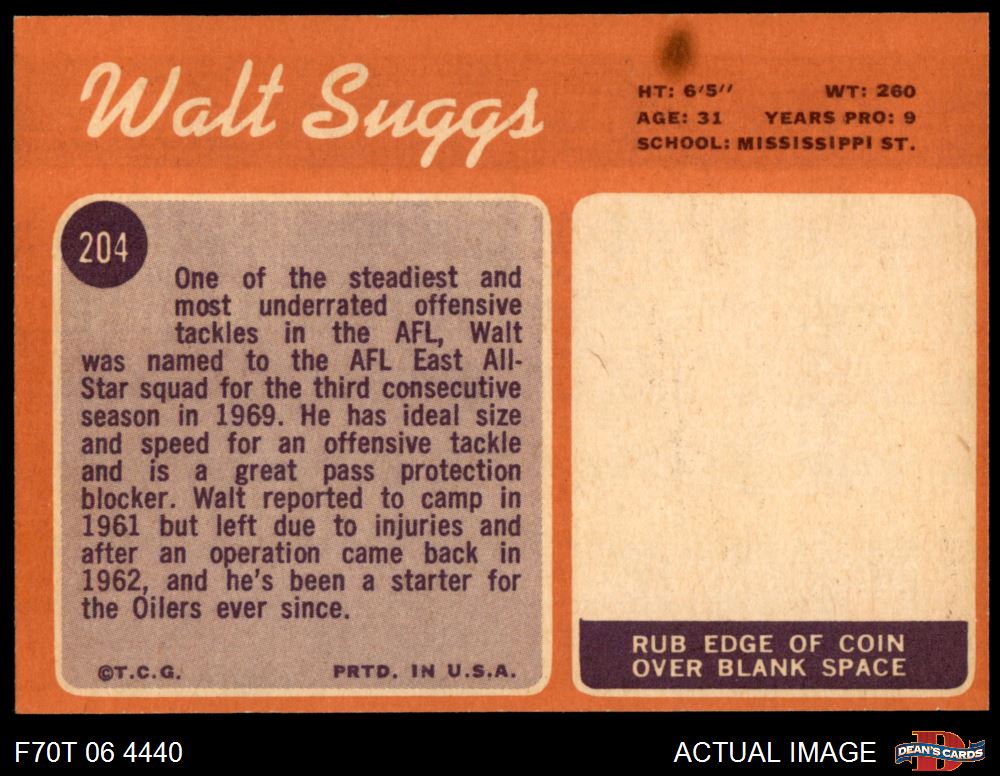 Walt Suggs
HT: 6'5" WT: 260
AGE: 31 YEARS PRO: 9
SCHOOL: MISSISSIPPI ST.
204
One of the steadiest and
most underrated offensive
tackles in the AFL, Walt
was named to the AFL East All-
Star squad for the third consecutive
season in 1969. He has ideal size
and speed for an offensive tackle
and is a great pass protection
blocker. Walt reported to camp in
1961 but left due to injuries and
after an operation came back in
1962, and he's been a starter for
the Oilers ever since.
©T.C.G. PRTD. IN U.S.A.
RUB EDGE OF COIN
OVER BLANK SPACE
F70T 06 4440
ACTUAL IMAGE
D
DEAN'S CARDS